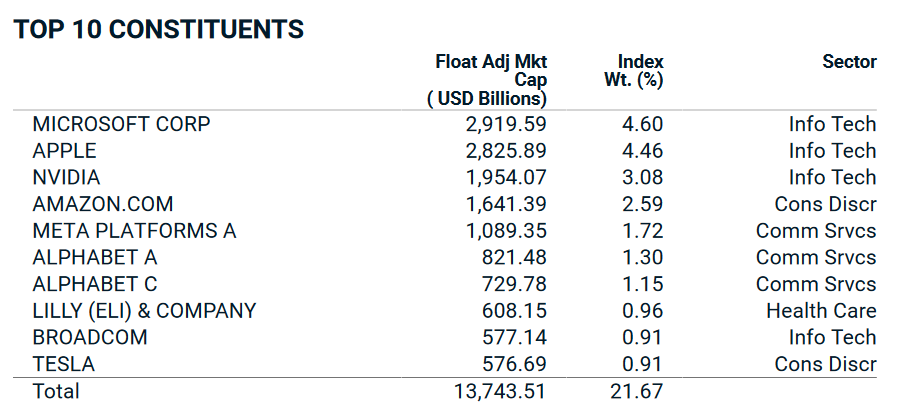 TOP 10 CONSTITUENTS
Float Adj Mkt Index Sector
Cap Wt. (%)
( USD Billions)
MICROSOFT CORP 2,919.59 4.60 Info Tech
APPLE 2,825.89 4.46 Info Tech
NVIDIA 1,954.07 3.08 Info Tech
AMAZON.COM 1,641.39 2.59 Cons Discr
META PLATFORMS A 1,089.35 1.72 Comm Srvcs
ALPHABET A 821.48 1.30 Comm Srvcs
ALPHABET C 729.78 1.15 Comm Srvcs
LILLY (ELI) & COMPANY 608.15 0.96 Health Care
BROADCOM 577.14 0.91 Info Tech
TESLA 576.69 0.91 Cons Discr
Total 13,743.51 21.67